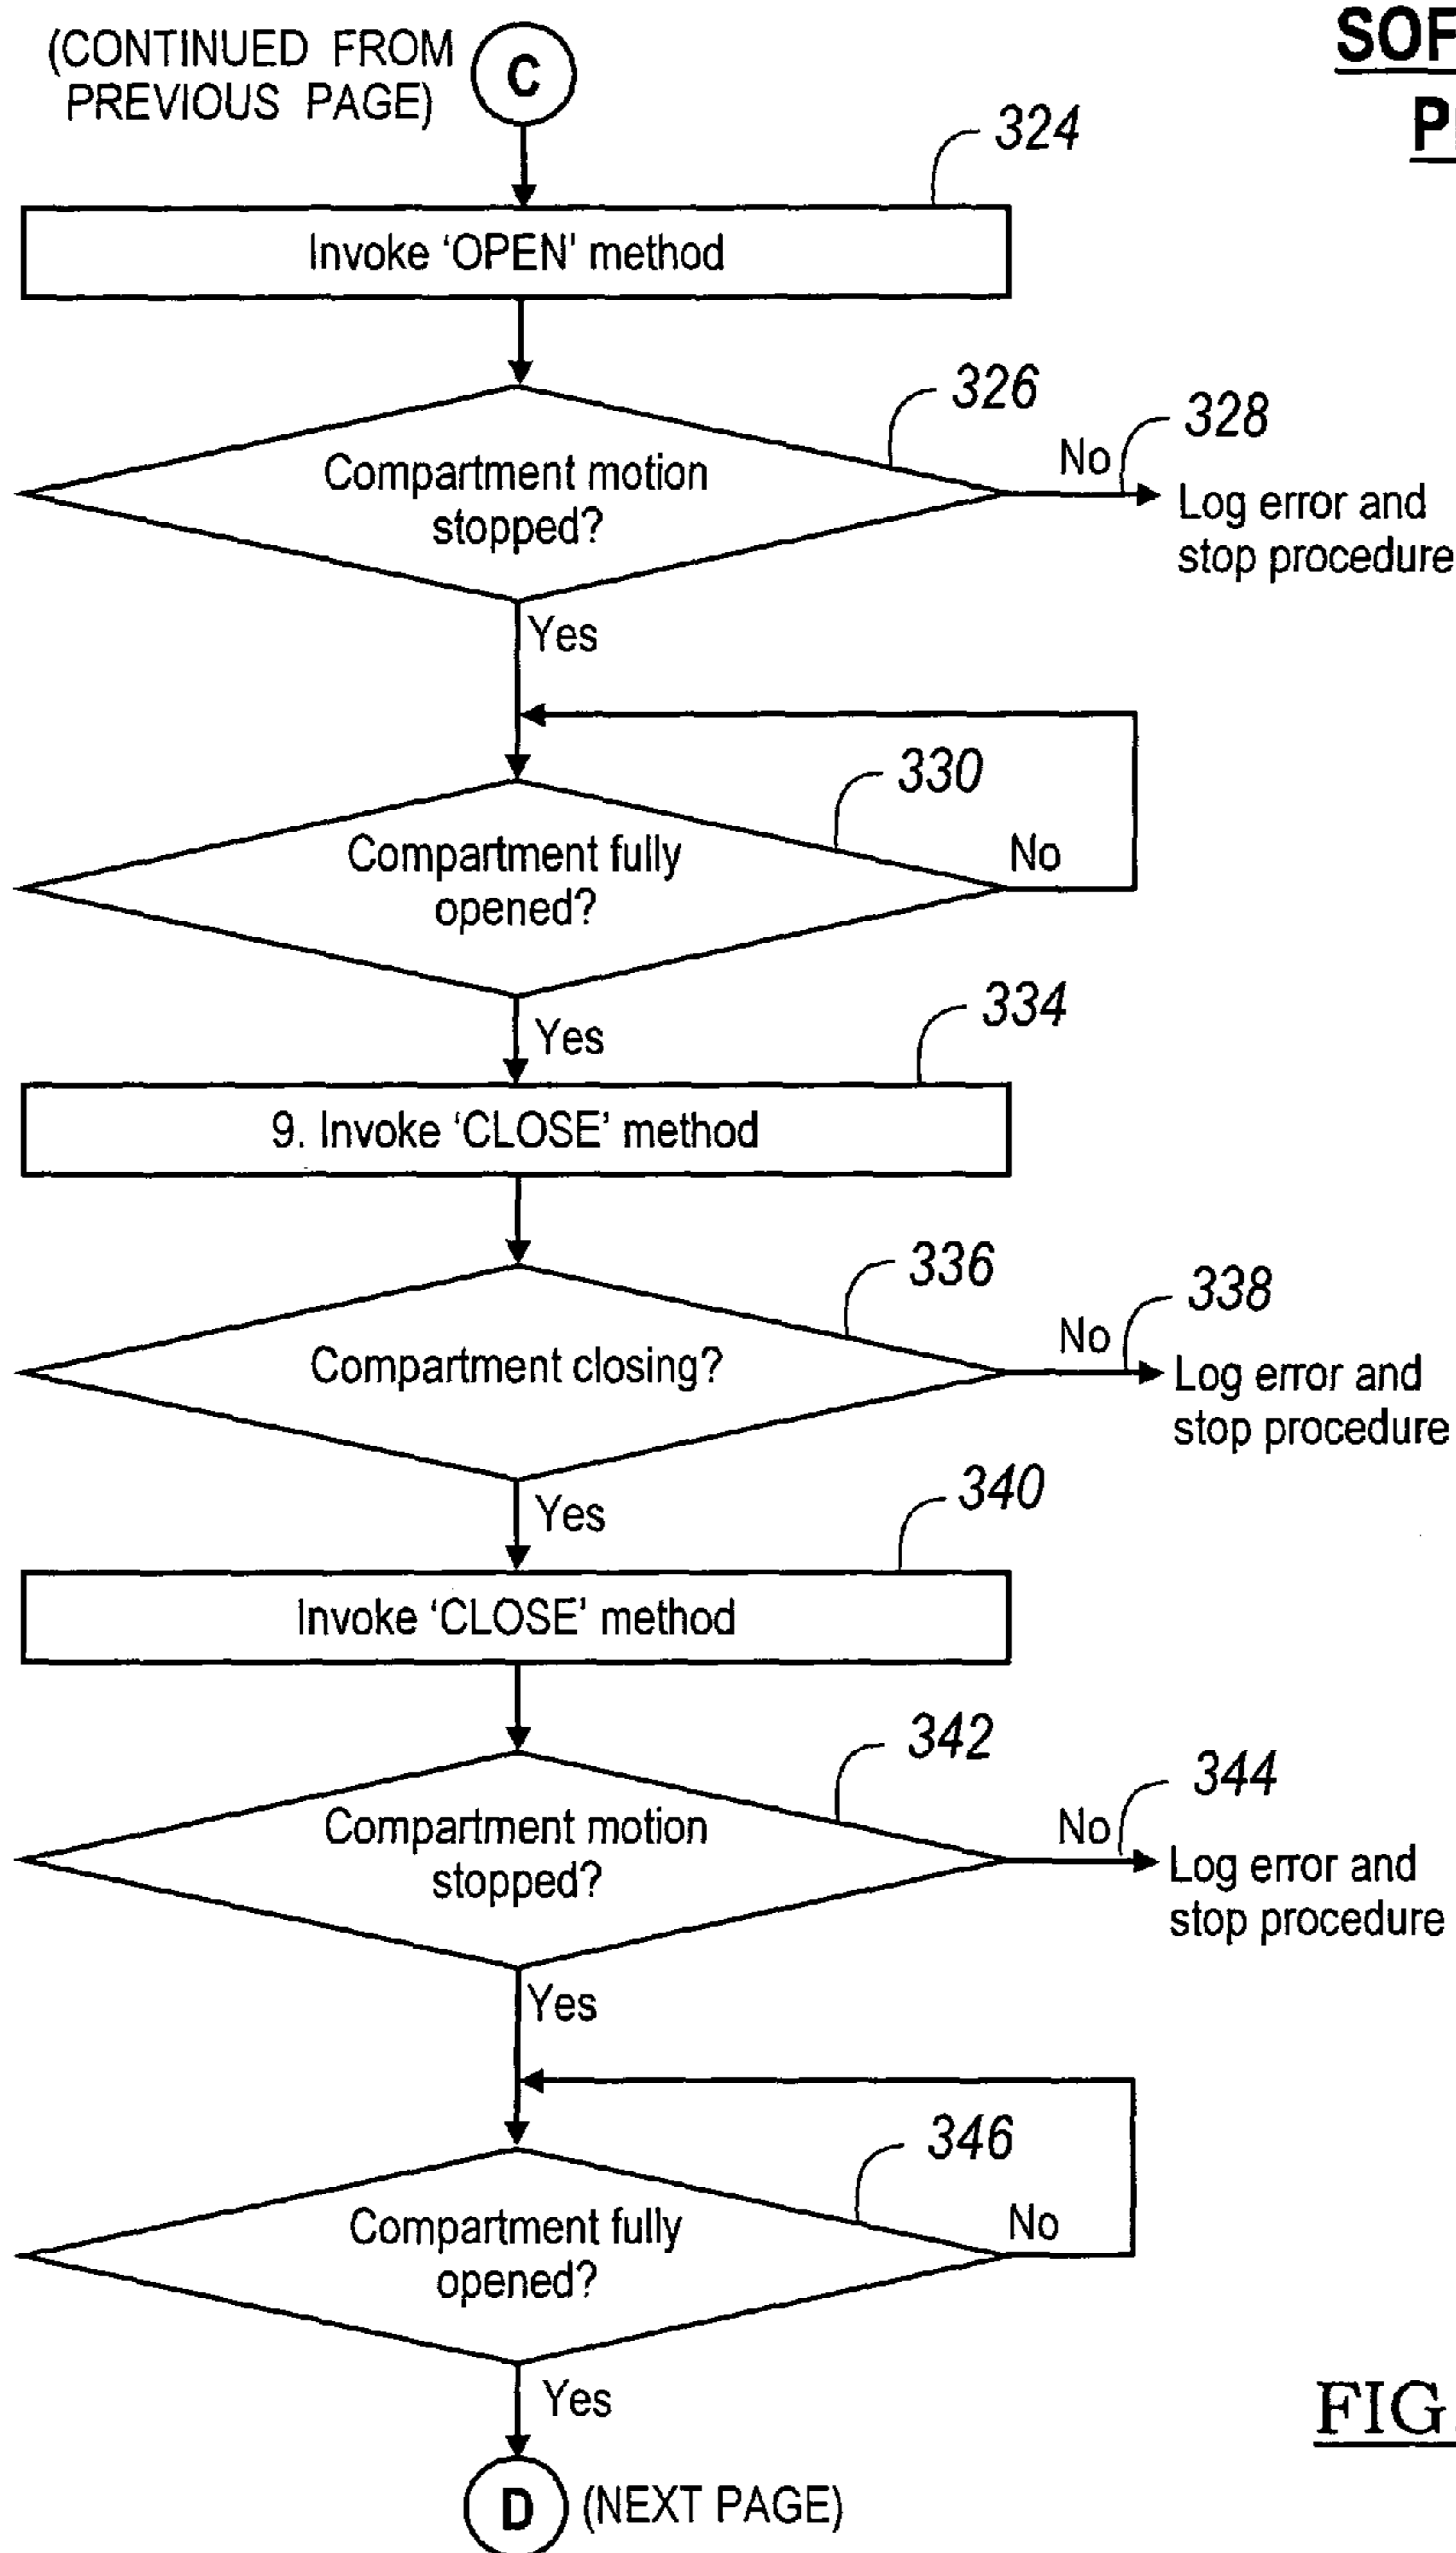 (CONTINUED FROM
PREVIOUS PAGE)
C
324
Invoke ‘OPEN’ method
326
Compartment motion
stopped?
No
328
Log error and
stop procedure
Yes
330
Compartment fully
opened?
No
Yes
334
9. Invoke ‘CLOSE’ method
336
Compartment closing?
No
338
Log error and
stop procedure
Yes
340
Invoke ‘CLOSE’ method
342
Compartment motion
stopped?
No
344
Log error and
stop procedure
Yes
346
Compartment fully
opened?
No
Yes
D
(NEXT PAGE)
FIG.